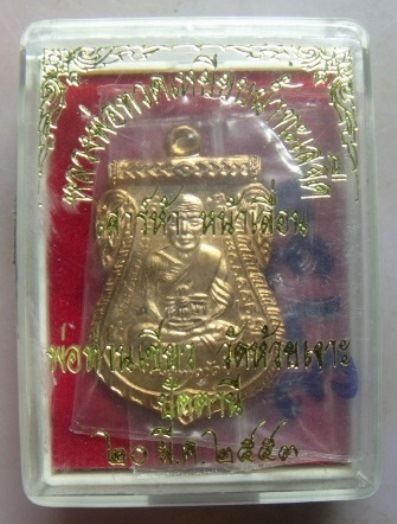 หลวงพ่อทวดเหยียบน้ำทะเลจืด
เสาร์ห้า หน้าเลื่อน
พ่อท่านเขียว วัดห้วยเงาะ
ปัตตานี
๒๐ มี.ค. ๒๕๕๓